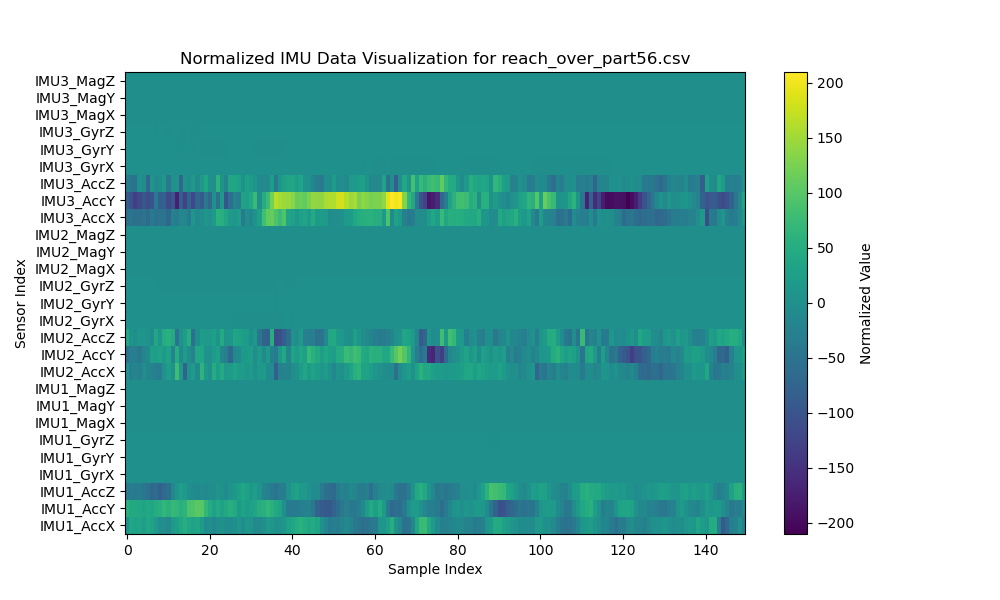 Normalized IMU Data Visualization for reach_over_part56.csv
IMU3_MagZ
IMU3_MagY
IMU3_MagX
IMU3_GyrZ
IMU3_GyrY
IMU3_GyrX
IMU3_AccZ
IMU3_AccY
IMU3_AccX
IMU2_MagZ
IMU2_MagY
IMU2_MagX
IMU2_GyrZ
IMU2_GyrY
IMU2_GyrX
IMU2_AccZ
IMU2_AccY
IMU2_AccX
IMU1_MagZ
IMU1_MagY
IMU1_MagX
IMU1_GyrZ
IMU1_GyrY
IMU1_GyrX
IMU1_AccZ
IMU1_AccY
IMU1_AccX
Sensor Index
0 20 40 60 80 100 120 140
Sample Index
200
150
100
50
0
−50
−100
−150
−200
Normalized Value